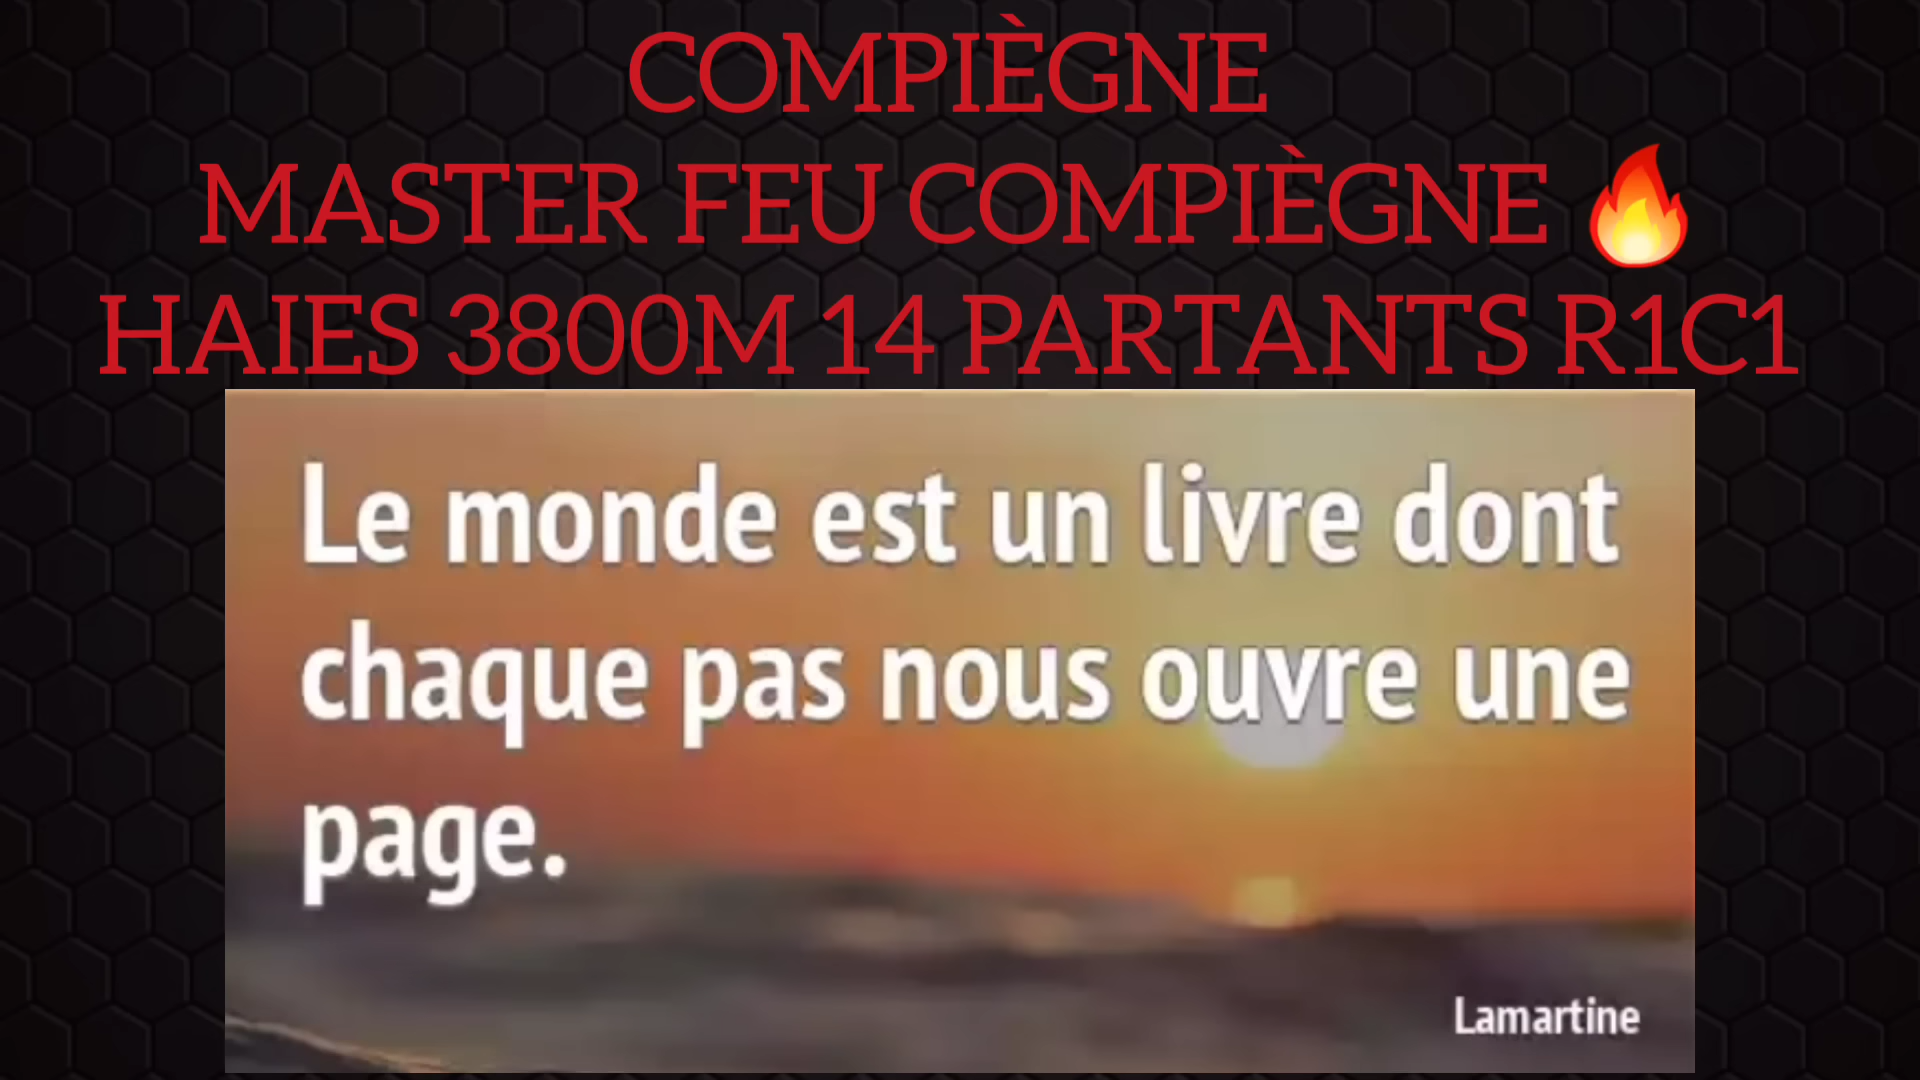 COMPIÈGNE
MASTER FEU COMPIÈGNE 🔥
HAIES 3800M 14 PARTANTS R1C1
Le monde est un livre dont
chaque pas nous ouvre une
page.
Lamartine